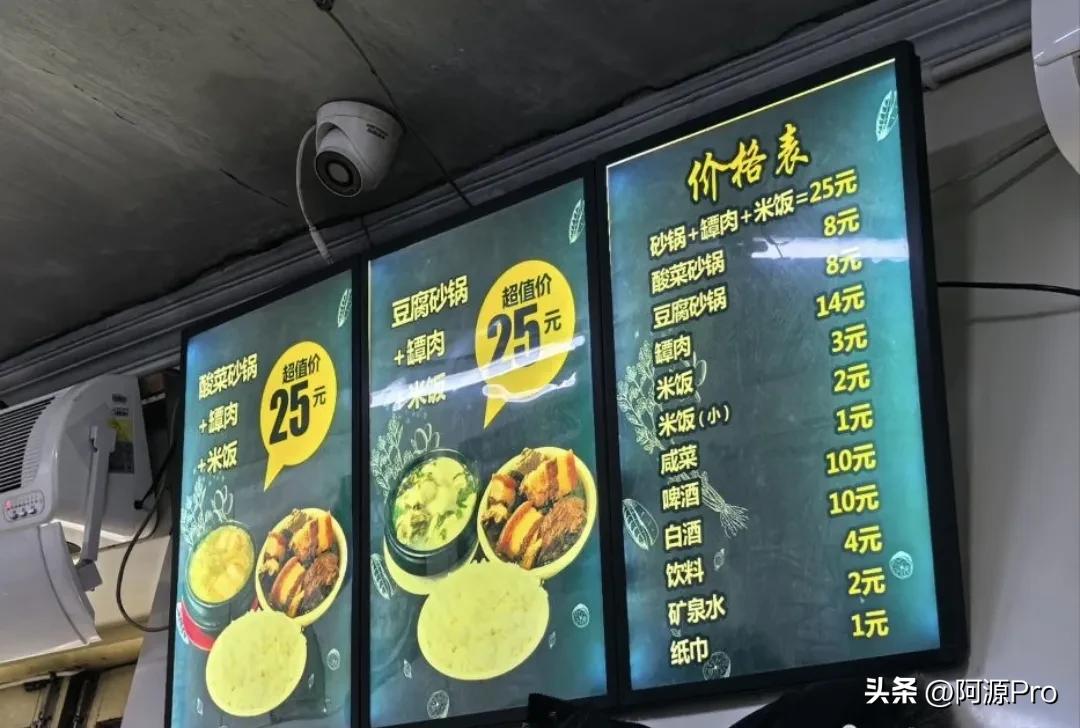 酸菜砂锅
+罈肉
+米饭
超值价
25元
豆腐砂锅
+罈肉
米饭
超值价
25元
价格表
砂锅+罈肉+米饭=25元
酸菜砂锅 8元
豆腐砂锅 8元
罈肉 14元
米饭 3元
米饭(小) 2元
咸菜 1元
啤酒 10元
白酒 10元
饮料 4元
矿泉水 2元
纸巾 1元
头条 @阿源Pro